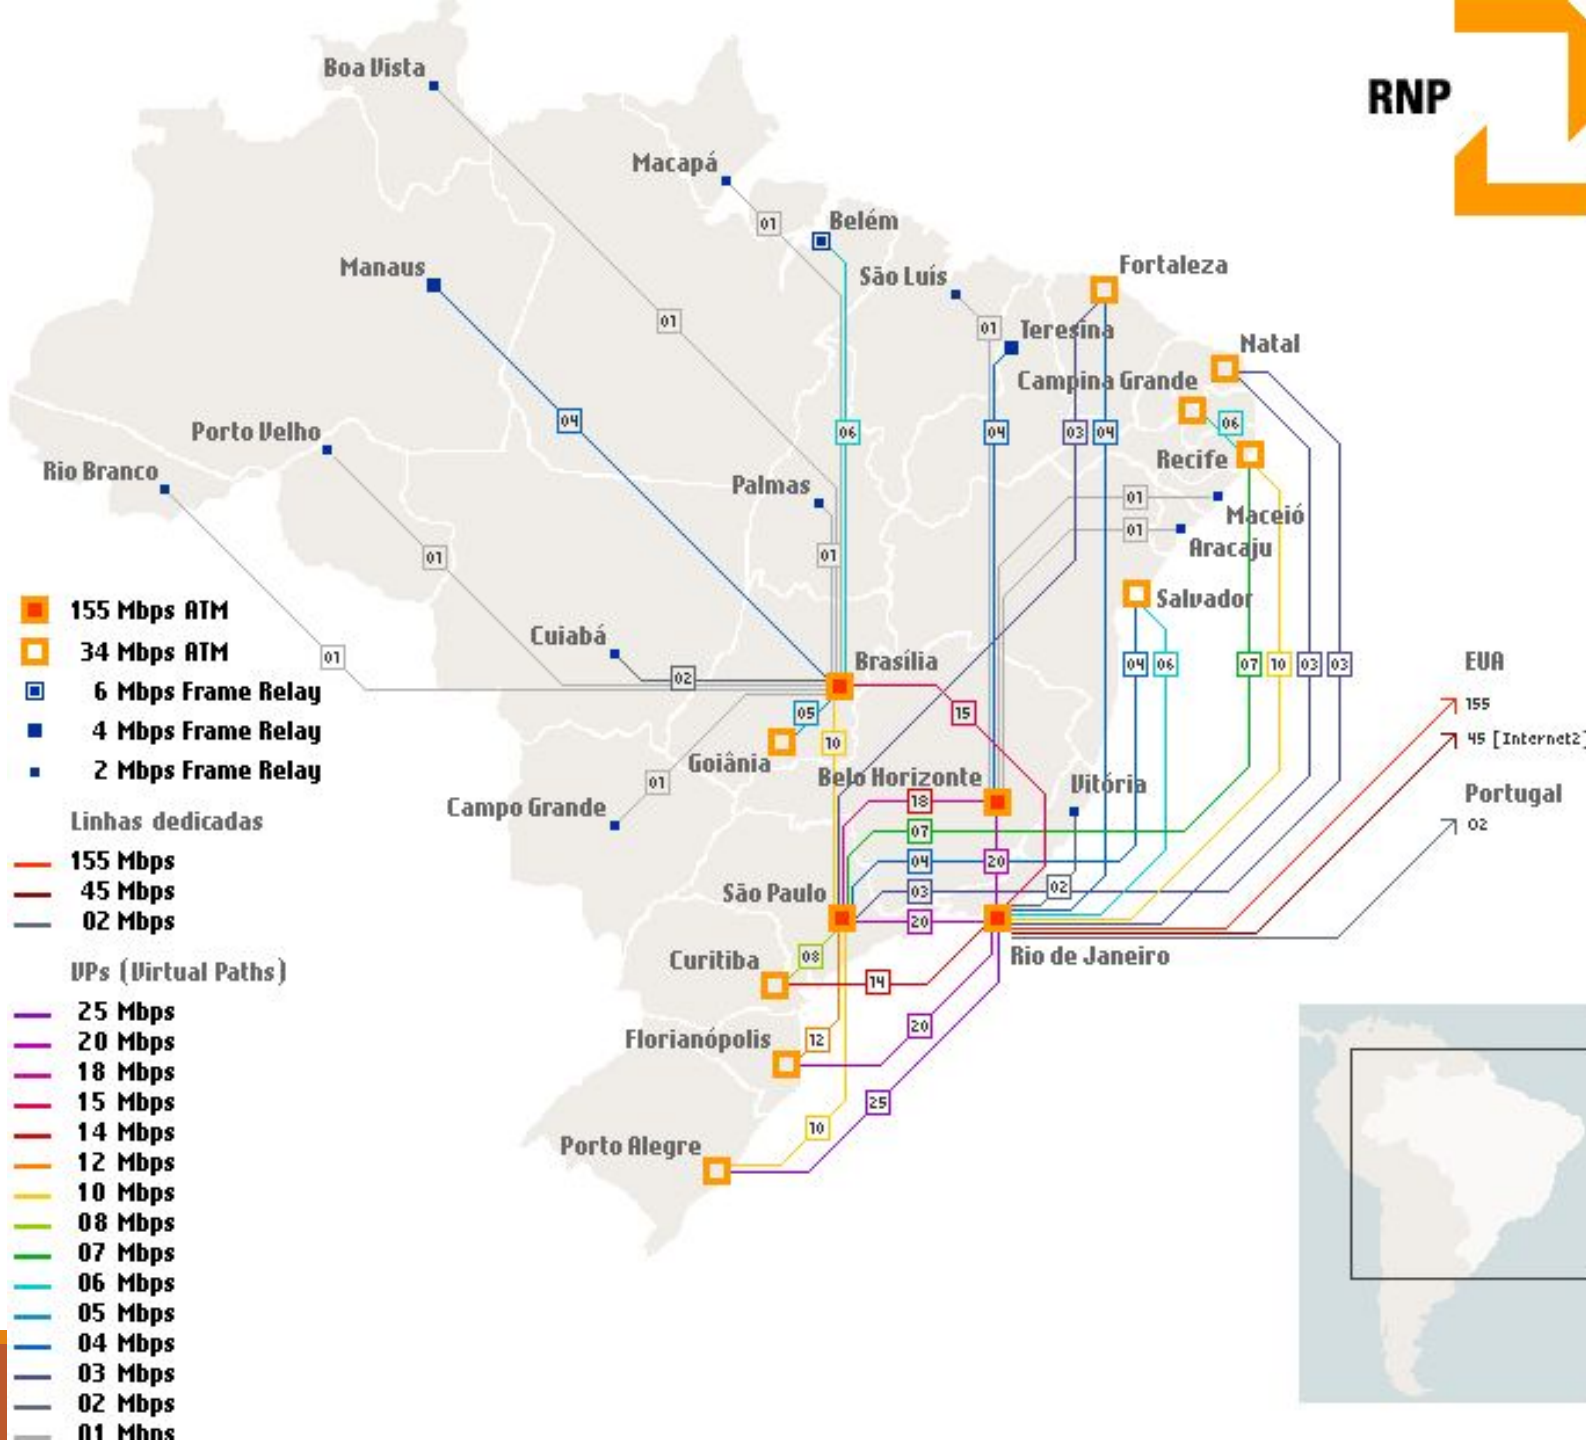 RNP
Boa Vista
Macapá
01
Belém
Manaus
São Luís
Fortaleza
01
01
Teresina
Natal
Campina Grande
04
06
04
03
04
06
Porto Velho
Recife
Rio Branco
Palmas
01
Maceió
01
01
01
Aracaju
155 Mbps ATM
Salvador
34 Mbps ATM
Cuiabá
01
02
Brasília
04
06
07
10
03
03
EUA
6 Mbps Frame Relay
05
15
155
4 Mbps Frame Relay
10
45 [Internet2]
2 Mbps Frame Relay
Goiânia
01
Belo Horizonte
Vitória
Portugal
Campo Grande
18
02
Linhas dedicadas
07
155 Mbps
04
20
45 Mbps
São Paulo
03
02
02 Mbps
20
Curitiba
08
Rio de Janeiro
VPs (Virtual Paths)
14
25 Mbps
Florianópolis
12
20
20 Mbps
18 Mbps
15 Mbps
25
14 Mbps
Porto Alegre
10
12 Mbps
10 Mbps
08 Mbps
07 Mbps
06 Mbps
05 Mbps
04 Mbps
03 Mbps
02 Mbps
01 Mbps